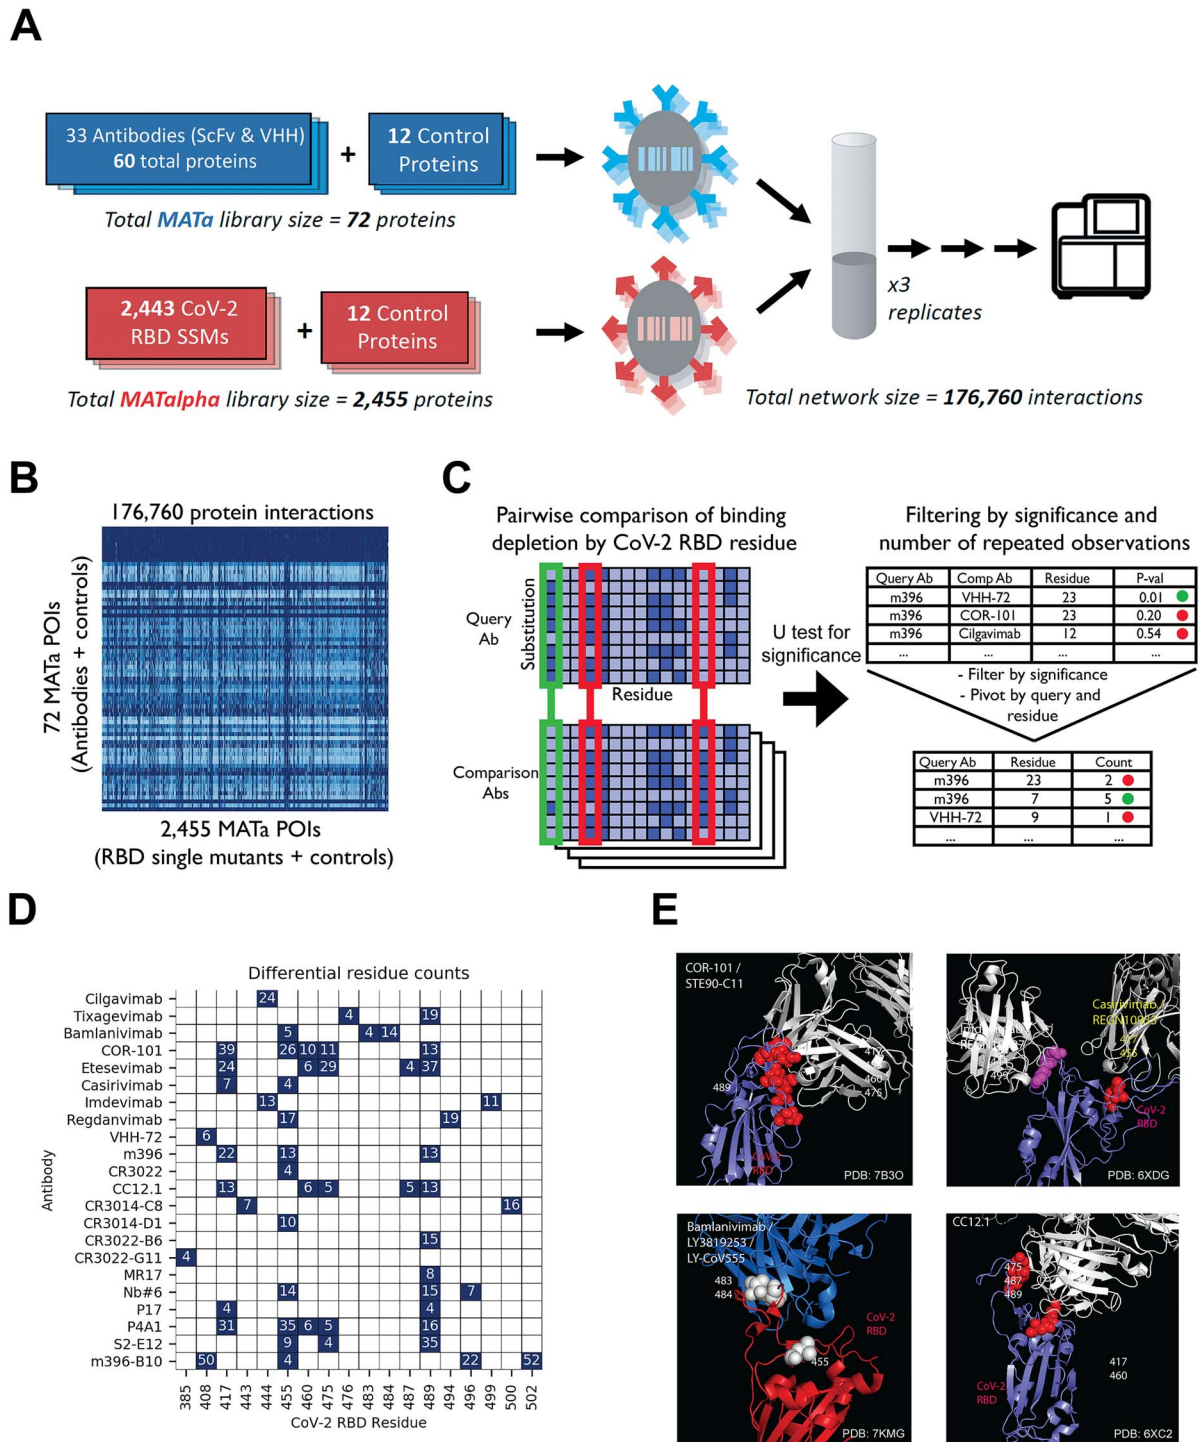 A
33 Antibodies (ScFv & VHH)
60 total proteins
+
12 Control
Proteins
Total MATa library size = 72 proteins
2,443 CoV-2
RBD SSMs
+
12 Control
Proteins
Total MATalpha library size = 2,455 proteins
x3
replicates
Total network size = 176,760 interactions
B
176,760 protein interactions
72 MATa POIs
(Antibodies + controls)
2,455 MATa POIs
(RBD single mutants + controls)
C
Pairwise comparison of binding
depletion by CoV-2 RBD residue
Query
Ab
Substitution
Residue
Comparison
Abs
U test for
significance
Filtering by significance and
number of repeated observations
Query Ab Comp Ab Residue P-val
m396 VHH-72 23 0.01
m396 COR-101 23 0.20
m396 Cilgavimab 12 0.54
... ... ... ...
- Filter by significance
- Pivot by query and
residue
Query Ab Residue Count
m396 23 2
m396 7 5
VHH-72 9 1
... ... ...
D
Differential residue counts
Antibody
Cilgavimab 24
Tixagevimab 4 19
Bamlanivimab 5 4 14
COR-101 39 26 10 11 13
Etesevimab 24 6 29 4 37
Casirivimab 7 4
Imdevimab 13 11
Regdanvimab 17 19
VHH-72 6
m396 22 13 13
CR3022 4
CC12.1 13 6 5 5 13
CR3014-C8 7 16
CR3014-D1 10
CR3022-B6 15
CR3022-G11 4
MR17 8
Nb#6 14 15 7
P17 4 4
P4A1 31 35 6 5 16
S2-E12 9 4 35
m396-B10 50 4 22 52
385 408 417 443 444 455 460 475 476 483 484 487 489 494 496 499 500 502
CoV-2 RBD Residue
E
COR-101 /
STE90-C11
489
460
475
CoV-2
RBD
PDB: 7B3O
Casirivimab /
REGN10933
417
455
499
CoV-2
RBD
PDB: 6XDG
Bamlanivimab /
LY3819253 /
LY-CoV555
483
484
CoV-2
RBD
455
PDB: 7KMG
CC12.1
475
487
489
417
460
CoV-2
RBD
PDB: 6XC2